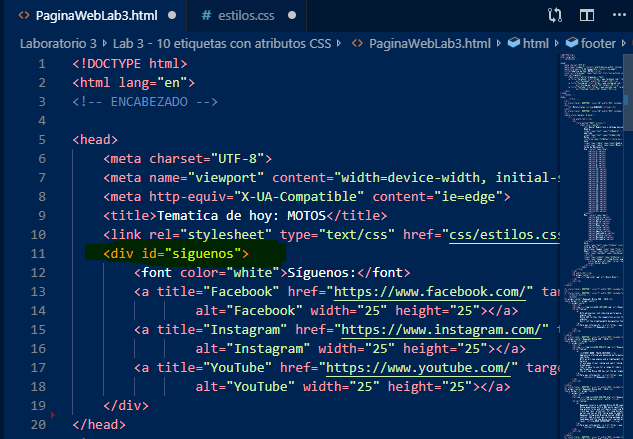 PaginaWebLab3.html
estilos.css
Laboratorio 3 > Lab 3 - 10 etiquetas con atributos CSS > PaginaWebLab3.html > html > footer
1 <!DOCTYPE html>
2 <html lang="en">
3 <!-- ENCABEZADO -->
4
5 <head>
6 <meta charset="UTF-8">
7 <meta name="viewport" content="width=device-width, initial-s
8 <meta http-equiv="X-UA-Compatible" content="ie=edge">
9 <title>Tematica de hoy: MOTOS</title>
10 <link rel="stylesheet" type="text/css" href="css/estilos.css
11 <div id="siguenos">
12 <font color="white">Síguenos:</font>
13 <a title="Facebook" href="https://www.facebook.com/" targ
14 alt="Facebook" width="25" height="25"></a>
15 <a title="Instagram" href="https://www.instagram.com/" t
16 alt="Instagram" width="25" height="25"></a>
17 <a title="YouTube" href="https://www.youtube.com/" targe
18 alt="YouTube" width="25" height="25"></a>
19 </div>
20 </head>